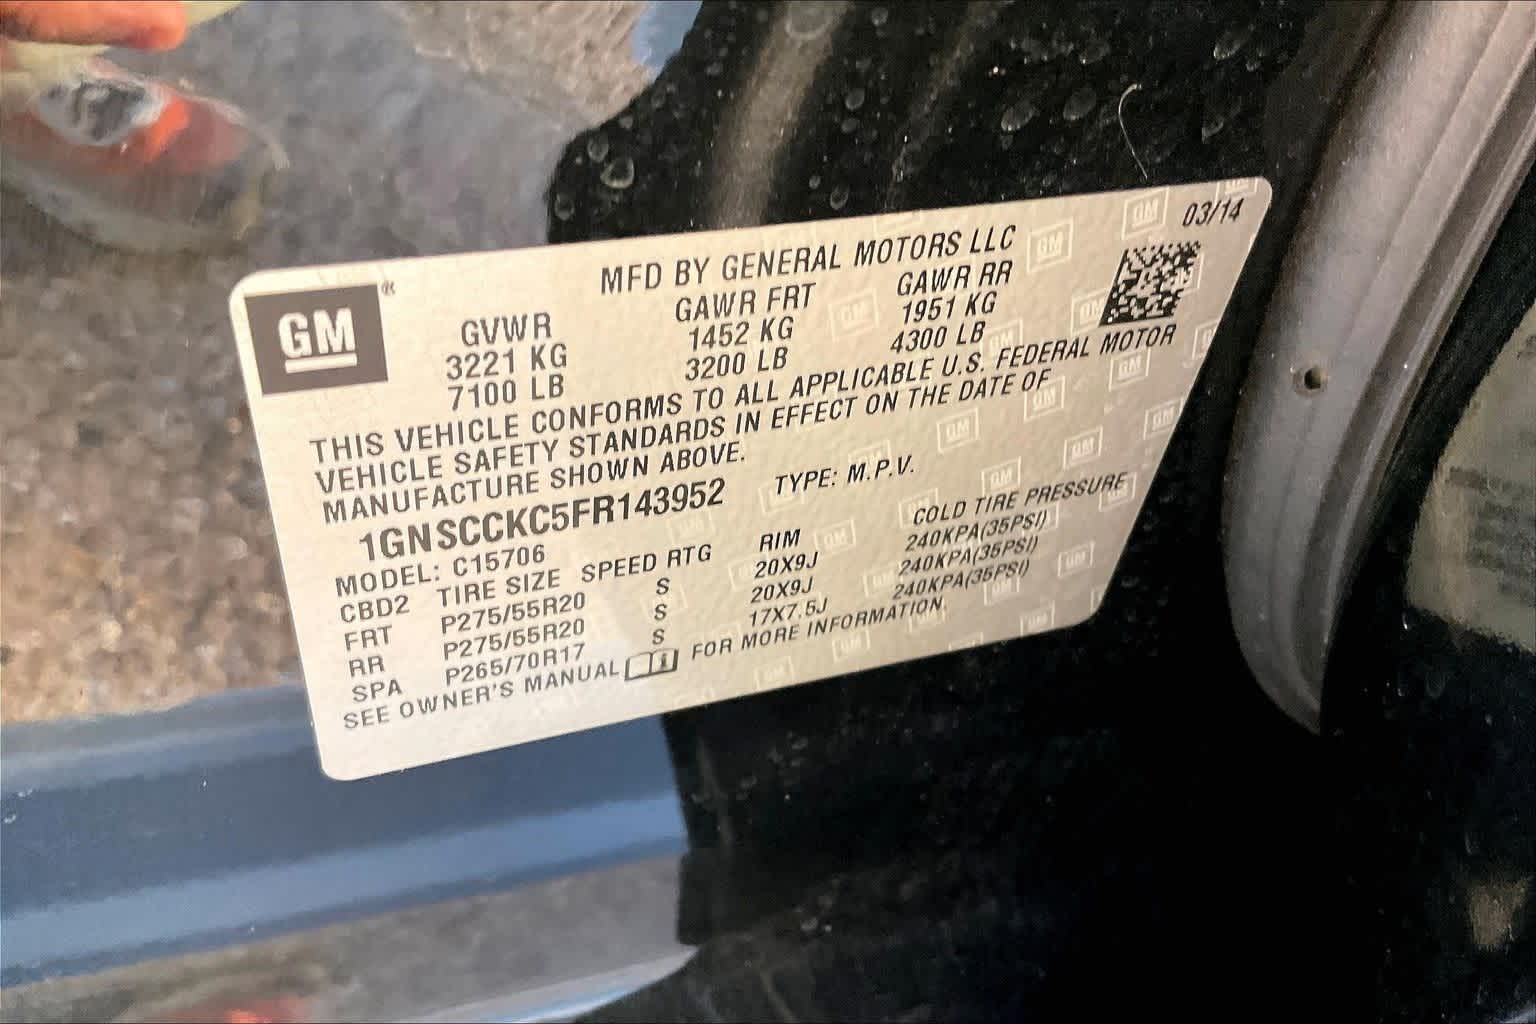 03/14
MFD BY GENERAL MOTORS LLC
GM®
GVWR GAWR FRT GAWR RR
3221 KG 1452 KG 1951 KG
7100 LB 3200 LB 4300 LB
THIS VEHICLE CONFORMS TO ALL APPLICABLE U.S. FEDERAL MOTOR
VEHICLE SAFETY STANDARDS IN EFFECT ON THE DATE OF
MANUFACTURE SHOWN ABOVE.
1GNSCCKC5FR143952 TYPE: M.P.V.
MODEL: C15706
CBD2 TIRE SIZE SPEED RTG RIM COLD TIRE PRESSURE
FRT P275/55R20 S 20X9J 240KPA(35PSI)
RR P275/55R20 S 20X9J 240KPA(35PSI)
SPA P265/70R17 S 17X7.5J 240KPA(35PSI)
SEE OWNER'S MANUAL FOR MORE INFORMATION.